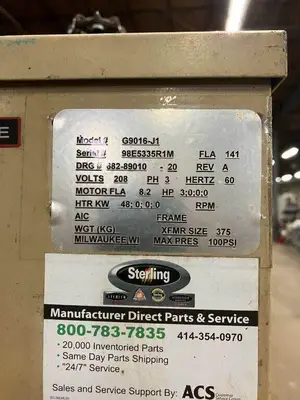 Model # G9016-J1
Serial # 98E5335R1M FLA 141
DRG # 682-89010 -20 REV A
VOLTS 208 PH 3 HERTZ 60
MOTOR FLA 8.2 HP 3;0;0;0
HTR KW 48; 0; 0; 0 RPM
AIC FRAME
WGT (KG) XFMR SIZE 375
MILWAUKEE WI MAX PRES 100PSI
Sterling
Manufacturer Direct Parts & Service
800-783-7835 414-354-0970
• 20,000 Inventoried Parts
• Same Day Parts Shipping
• "24/7" Service
Sales and Service Support By: ACS